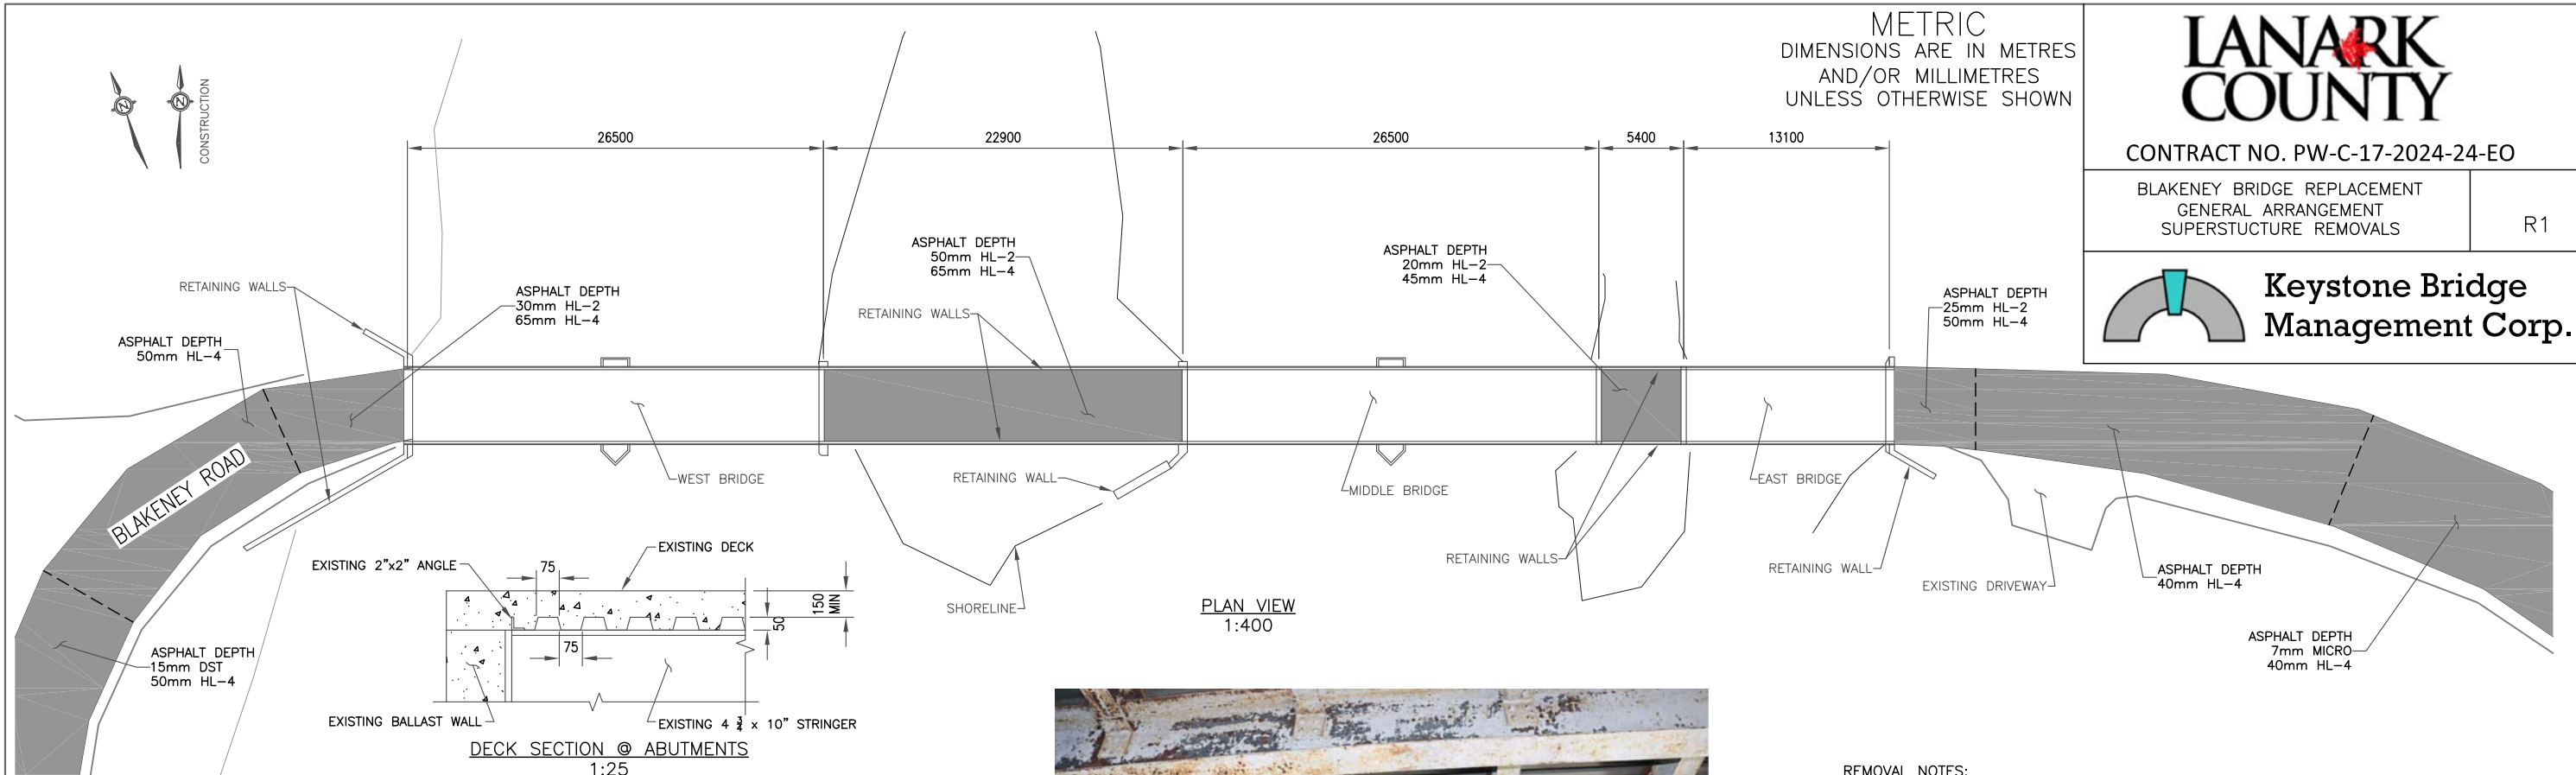 METRIC
DIMENSIONS ARE IN METRES
AND/OR MILLIMETRES
UNLESS OTHERWISE SHOWN
LANARK
COUNTY
CONTRACT NO. PW-C-17-2024-24-EO
BLAKENEY BRIDGE REPLACEMENT
GENERAL ARRANGEMENT
SUPERSTUCTURE REMOVALS
R1
Keystone Bridge
Management Corp.
N
N
CONSTRUCTION
26500
22900
26500
5400
13100
RETAINING WALLS
ASPHALT DEPTH
50mm HL-4
ASPHALT DEPTH
30mm HL-2
65mm HL-4
ASPHALT DEPTH
50mm HL-2
65mm HL-4
RETAINING WALLS
ASPHALT DEPTH
20mm HL-2
45mm HL-4
ASPHALT DEPTH
25mm HL-2
50mm HL-4
BLAKENEY ROAD
WEST BRIDGE
RETAINING WALL
MIDDLE BRIDGE
EAST BRIDGE
RETAINING WALLS
RETAINING WALL
EXISTING DRIVEWAY
ASPHALT DEPTH
40mm HL-4
ASPHALT DEPTH
7mm MICRO
40mm HL-4
SHORELINE
PLAN VIEW
1:400
ASPHALT DEPTH
15mm DST
50mm HL-4
EXISTING DECK
EXISTING 2"x2" ANGLE
75
150
MIN
50
75
EXISTING BALLAST WALL
EXISTING 4 3/4 x 10" STRINGER
DECK SECTION @ ABUTMENTS
1:25
REMOVAL NOTES: